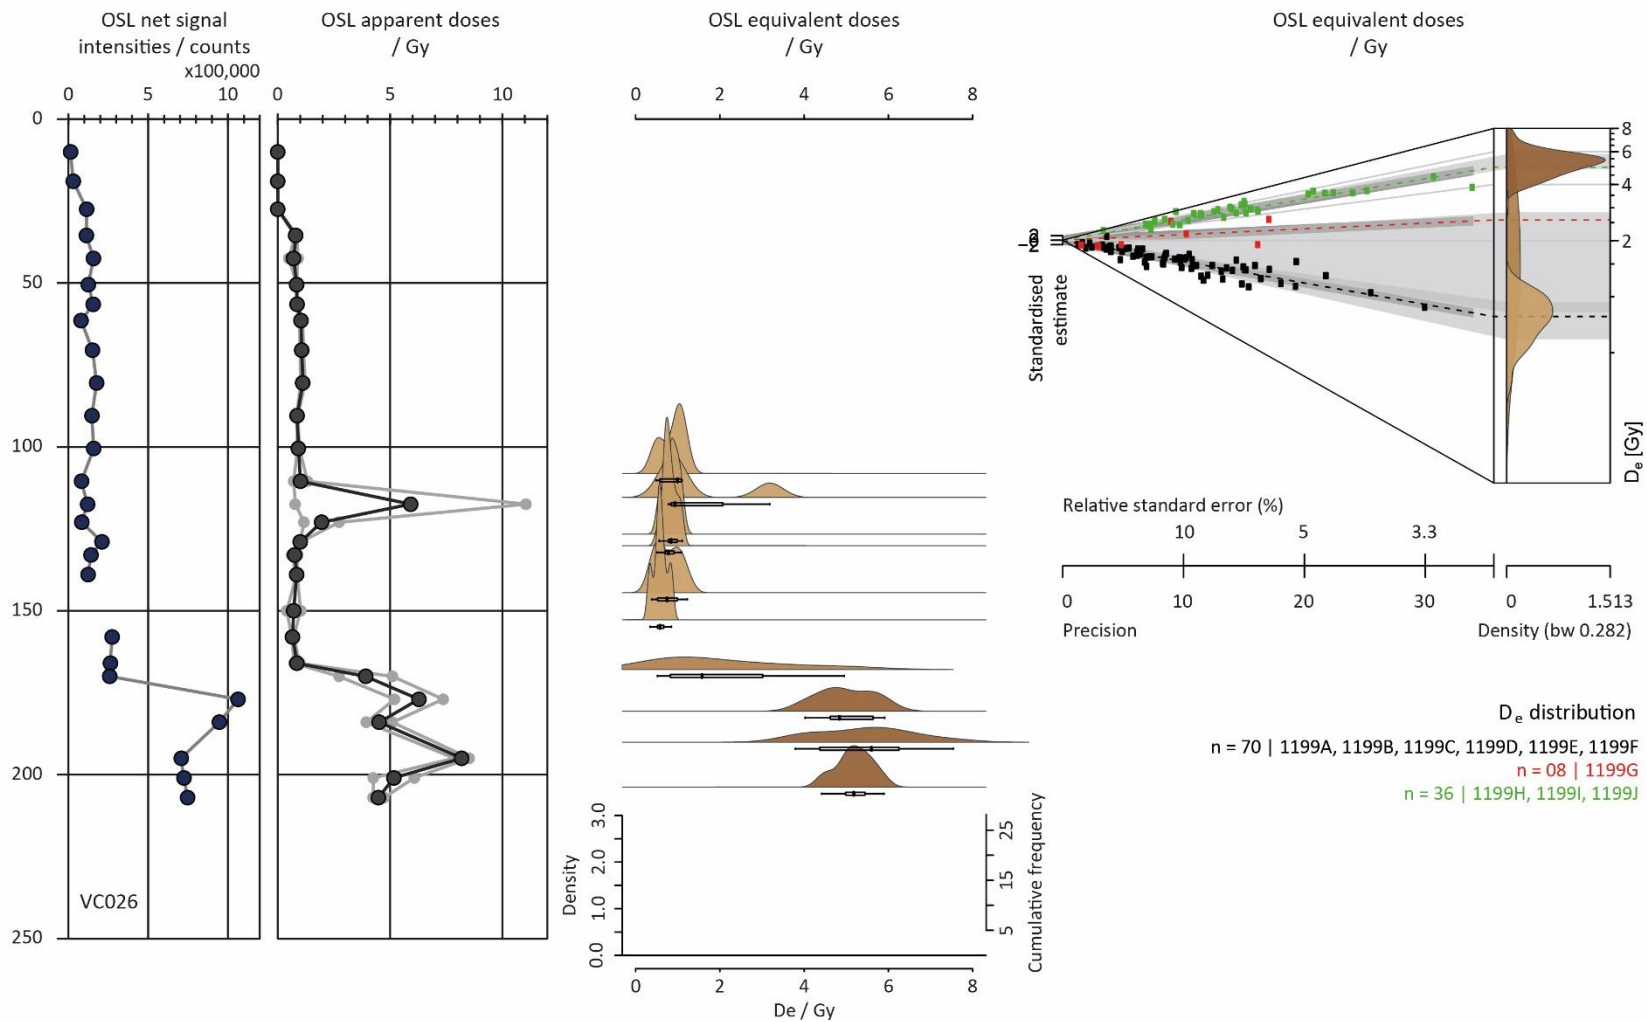 OSL net signal
intensities / counts
x100,000
0 5 10
0
50
100
150
200
250
VC026
OSL apparent doses
/ Gy
0 5 10
OSL equivalent doses
/ Gy
0 2 4 6 8
Density
0.0 1.0 2.0 3.0
Cumulative frequency
5 15 25
0 2 4 6 8
De / Gy
OSL equivalent doses
/ Gy
8
6
4
2
De [Gy]
2
0
−2
Standardised
estimate
Relative standard error (%)
10 5 3.3
0 10 20 30
Precision
0 1.513
Density (bw 0.282)
De distribution
n = 70 | 1199A, 1199B, 1199C, 1199D, 1199E, 1199F
n = 08 | 1199G
n = 36 | 1199H, 1199I, 1199J